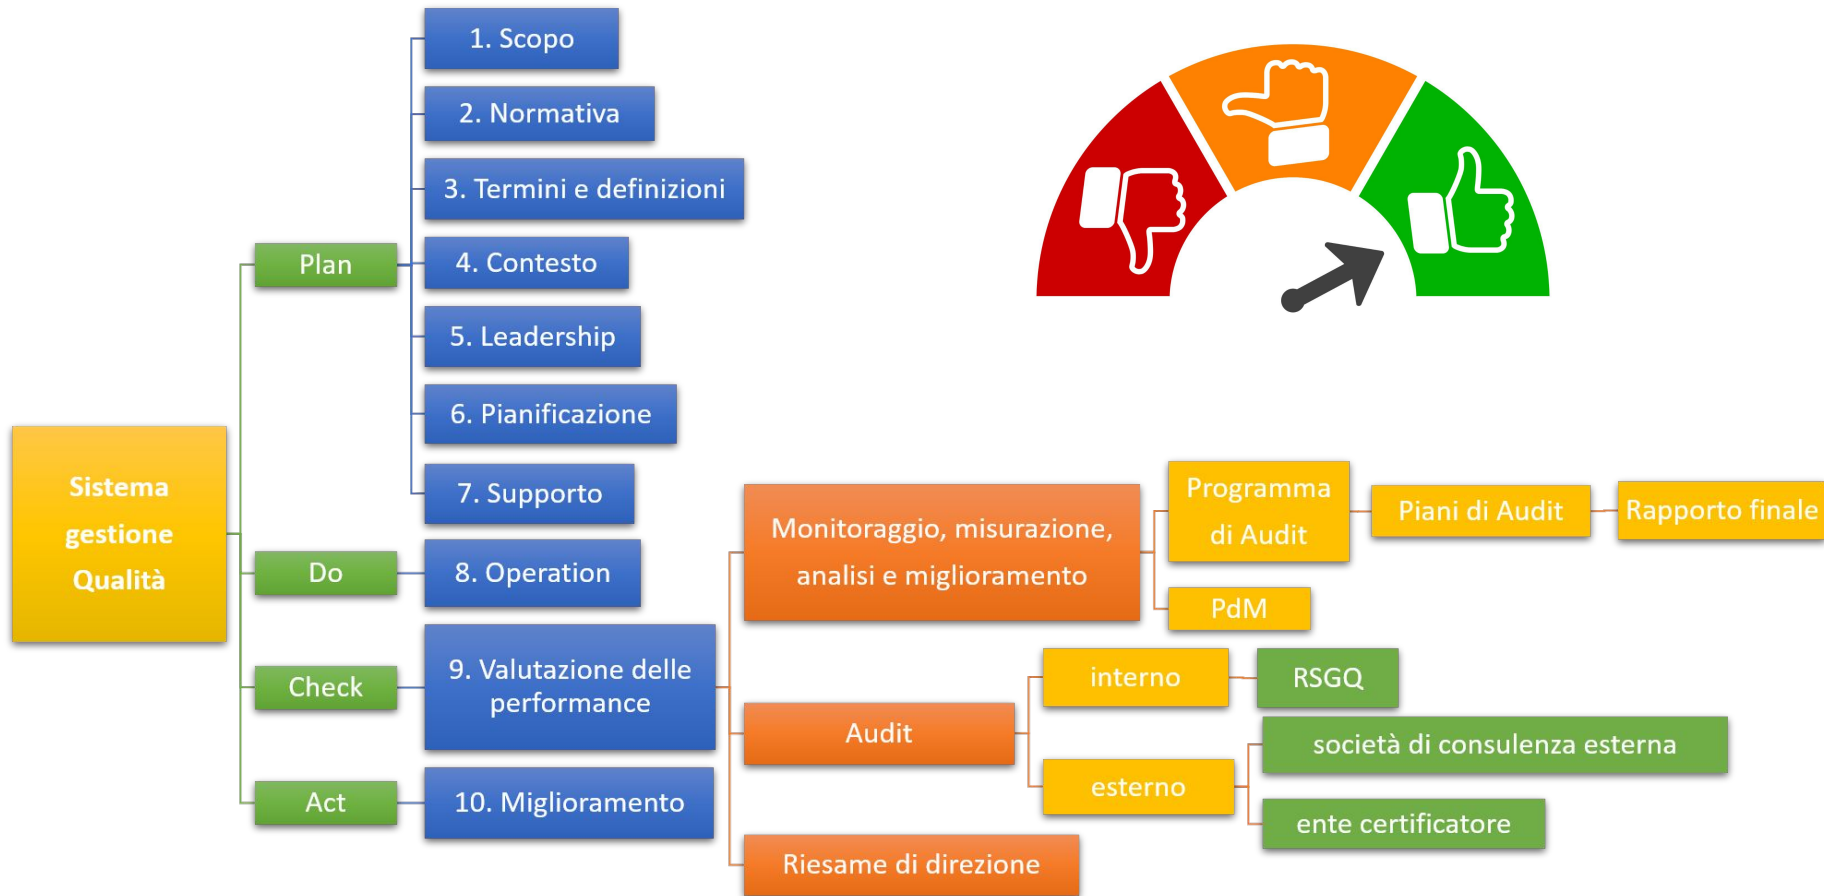 Sistema
gestione
Qualità
Plan
1. Scopo
2. Normativa
3. Termini e definizioni
4. Contesto
5. Leadership
6. Pianificazione
7. Supporto
Do
8. Operation
Check
9. Valutazione delle
performance
Monitoraggio, misurazione,
analisi e miglioramento
Programma
di Audit
Piani di Audit
Rapporto finale
PdM
Audit
interno
RSGQ
esterno
società di consulenza esterna
ente certificatore
Riesame di direzione
Act
10. Miglioramento